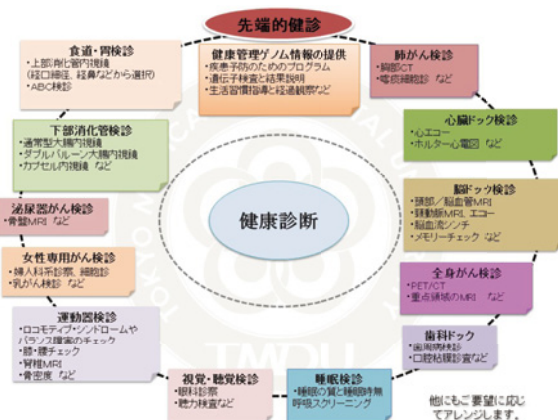 先端的健診
食道・胃検診
・上部消化管内視鏡
(経口細径、経鼻などから選択)
・ABC検診
健康管理ゲノム情報の提供
・疾患予防のためのプログラム
・遺伝子検査と結果説明
・生活習慣指導と経過観察など
肺がん検診
・胸部CT
・喀痰細胞診 など
下部消化管検診
・通常型大腸内視鏡
・ダブルバルーン大腸内視鏡
・カプセル内視鏡 など
心臓ドック検診
・心エコー
・ホルター心電図 など
脳ドック検診
・頭部/脳血管MRI
・頸動脈MRI、エコー
・脳血流シンチ
・メモリーチェック など
健康診断
泌尿器がん検診
・骨盤MRI など
女性専用がん検診
・婦人科系診察、細胞診
・乳がん検診 など
全身がん検診
・PET/CT
・重点領域のMRI など
運動器検診
・ロコモティブ・シンドロームや
バランス障害のチェック
・膝・腰チェック
・脊椎MRI
・骨密度 など
歯科ドック
・歯周病検診
・口腔粘膜診査など
視覚・聴覚検診
・眼科診察
・聴力検査など
睡眠検診
・睡眠の質と睡眠時無
呼吸スクリーニング
他にもご要望に応じ
てアレンジします。
TMDU